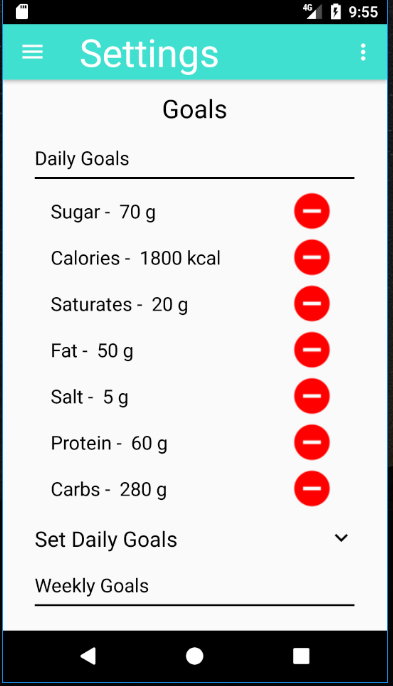 4G 9:55
Settings
Goals
Daily Goals
Sugar - 70 g
Calories - 1800 kcal
Saturates - 20 g
Fat - 50 g
Salt - 5 g
Protein - 60 g
Carbs - 280 g
Set Daily Goals
Weekly Goals